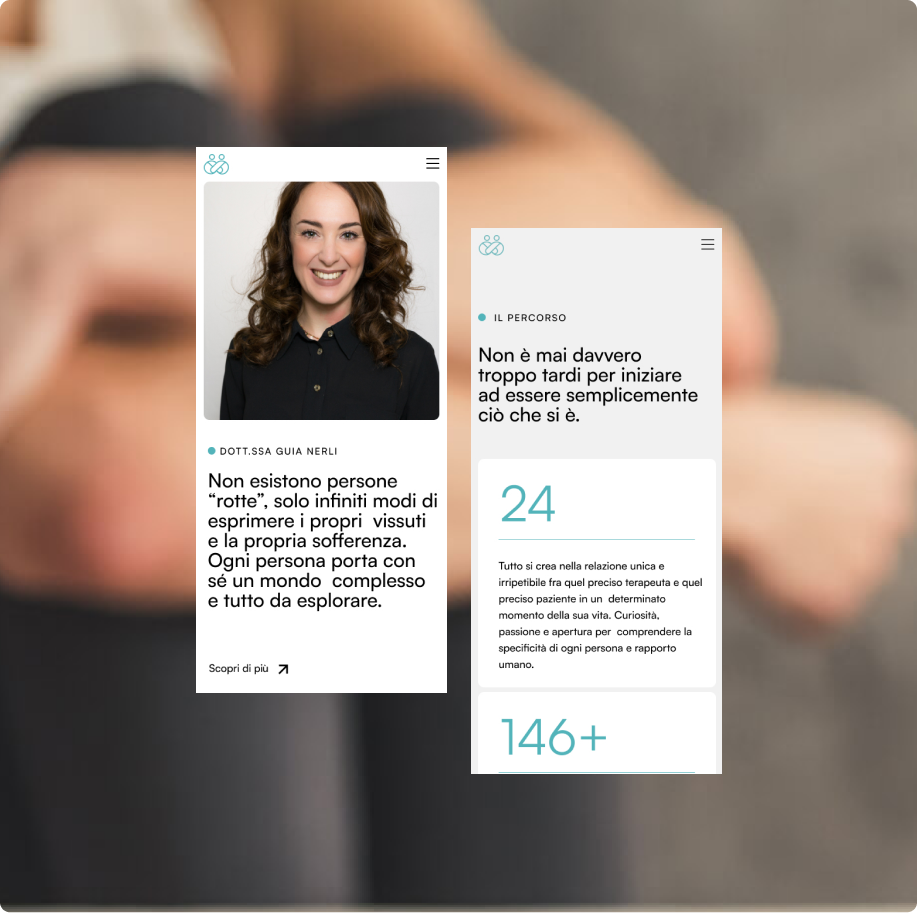 DOTT.SSA GUIA NERLI
Non esistono persone
“rotte”, solo infiniti modi di
esprimere i propri  vissuti
e la propria sofferenza.
Ogni persona porta con
sé un mondo  complesso
e tutto da esplorare.
Scopri di più
IL PERCORSO
Non è mai davvero
troppo tardi per iniziare
ad essere semplicemente
ciò che si è.
24
Tutto si crea nella relazione unica e
irripetibile fra quel preciso terapeuta e quel
preciso paziente in un  determinato
momento della sua vita. Curiosità,
passione e apertura per  comprendere la
specificità di ogni persona e rapporto
umano.
146+